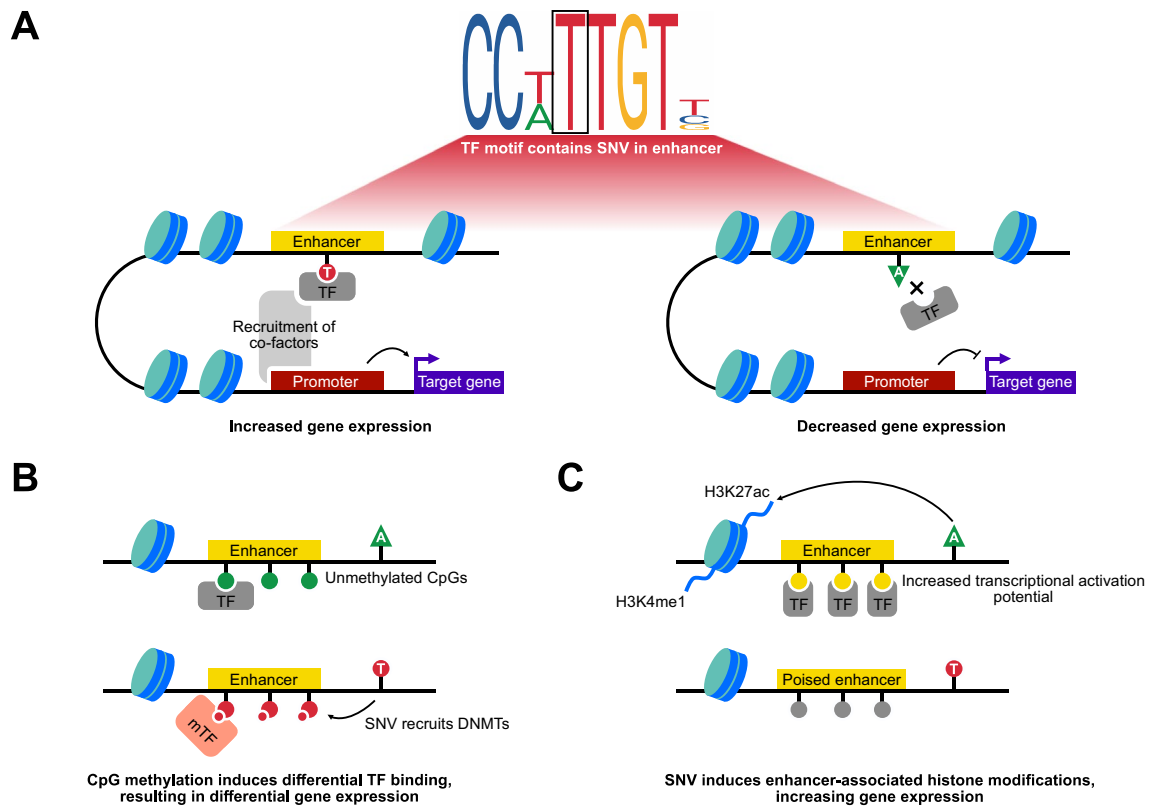 A
CCTATTGTTCG
TF motif contains SNV in enhancer
Enhancer
T
TF
Recruitment of
co-factors
Promoter
Target gene
Increased gene expression
Enhancer
A
TF
Promoter
Target gene
Decreased gene expression
B
Enhancer
A
Unmethylated CpGs
TF
Enhancer
T
mTF
SNV recruits DNMTs
CpG methylation induces differential TF binding,
resulting in differential gene expression
C
H3K27ac
A
Enhancer
H3K4me1
TF
TF
TF
Increased transcriptional activation
potential
Poised enhancer
T
SNV induces enhancer-associated histone modifications,
increasing gene expression